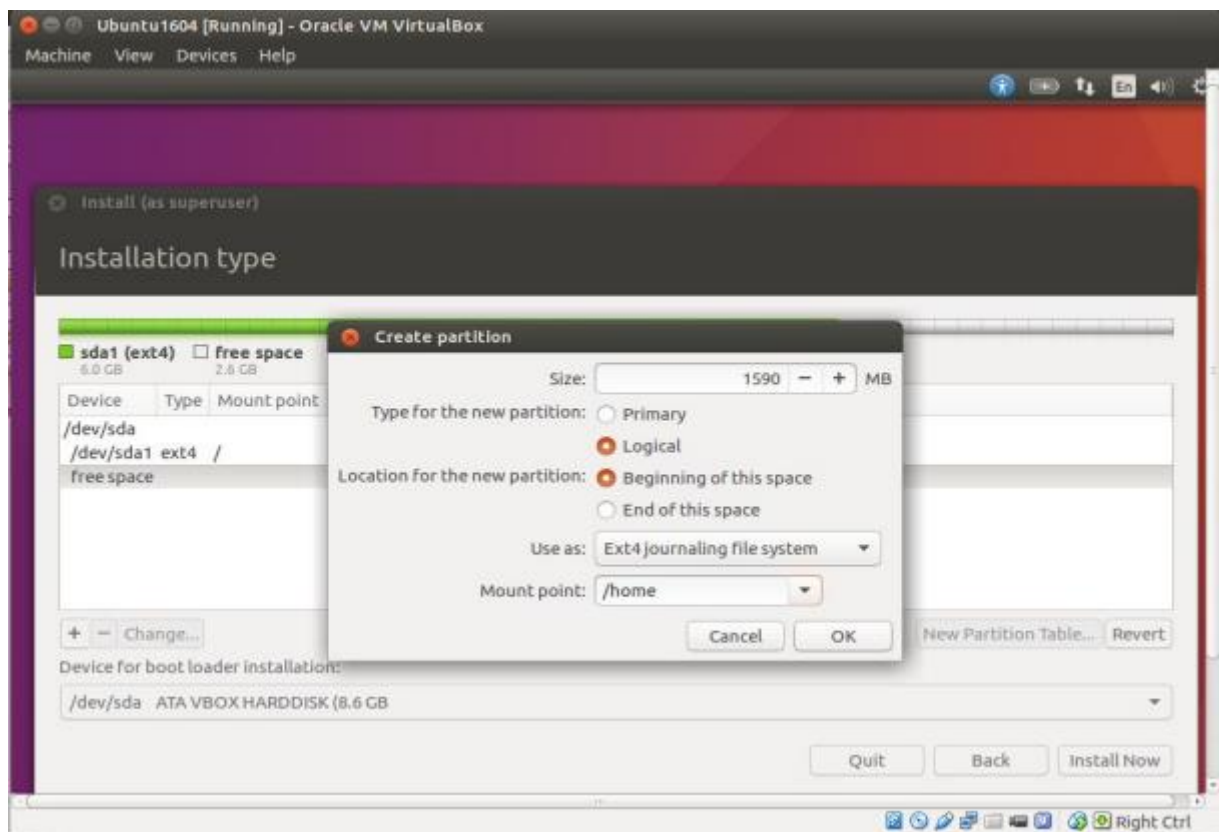 Ubuntu1604 [Running] - Oracle VM VirtualBox
Machine View Devices Help
En
Install (as superuser)
Installation type
sda1 (ext4) free space
6.0 GB 2.6 GB
Device Type Mount point
/dev/sda
/dev/sda1 ext4 /
free space
Create partition
Size: 1590 - + MB
Type for the new partition: Primary
Logical
Location for the new partition: Beginning of this space
End of this space
Use as: Ext4 journaling file system
Mount point: /home
Cancel OK
+ - Change... New Partition Table... Revert
Device for boot loader installation:
/dev/sda ATA VBOX HARDDISK (8.6 GB
Quit Back Install Now
Right Ctrl